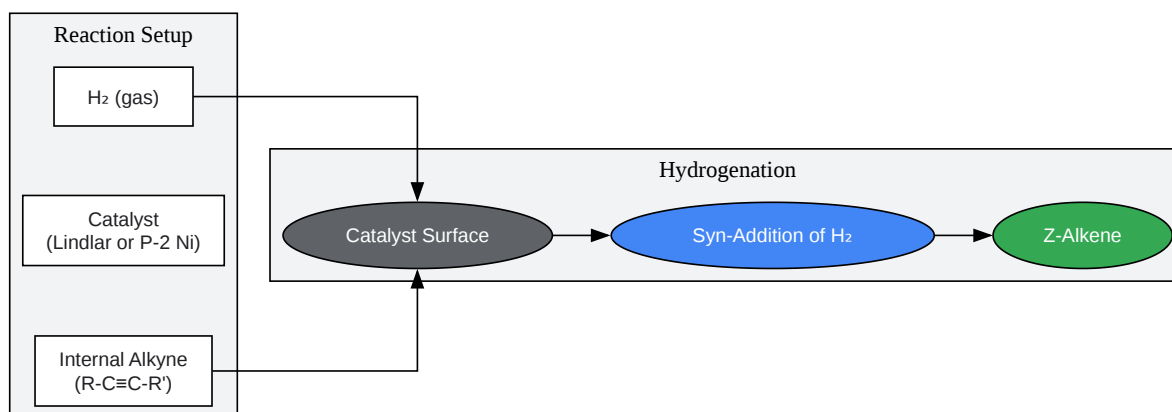 Reaction Setup
H₂ (gas)
Catalyst
(Lindlar or P-2 Ni)
Internal Alkyne
(R-C≡C-R')
Hydrogenation
Catalyst Surface
Syn-Addition of H₂
Z-Alkene